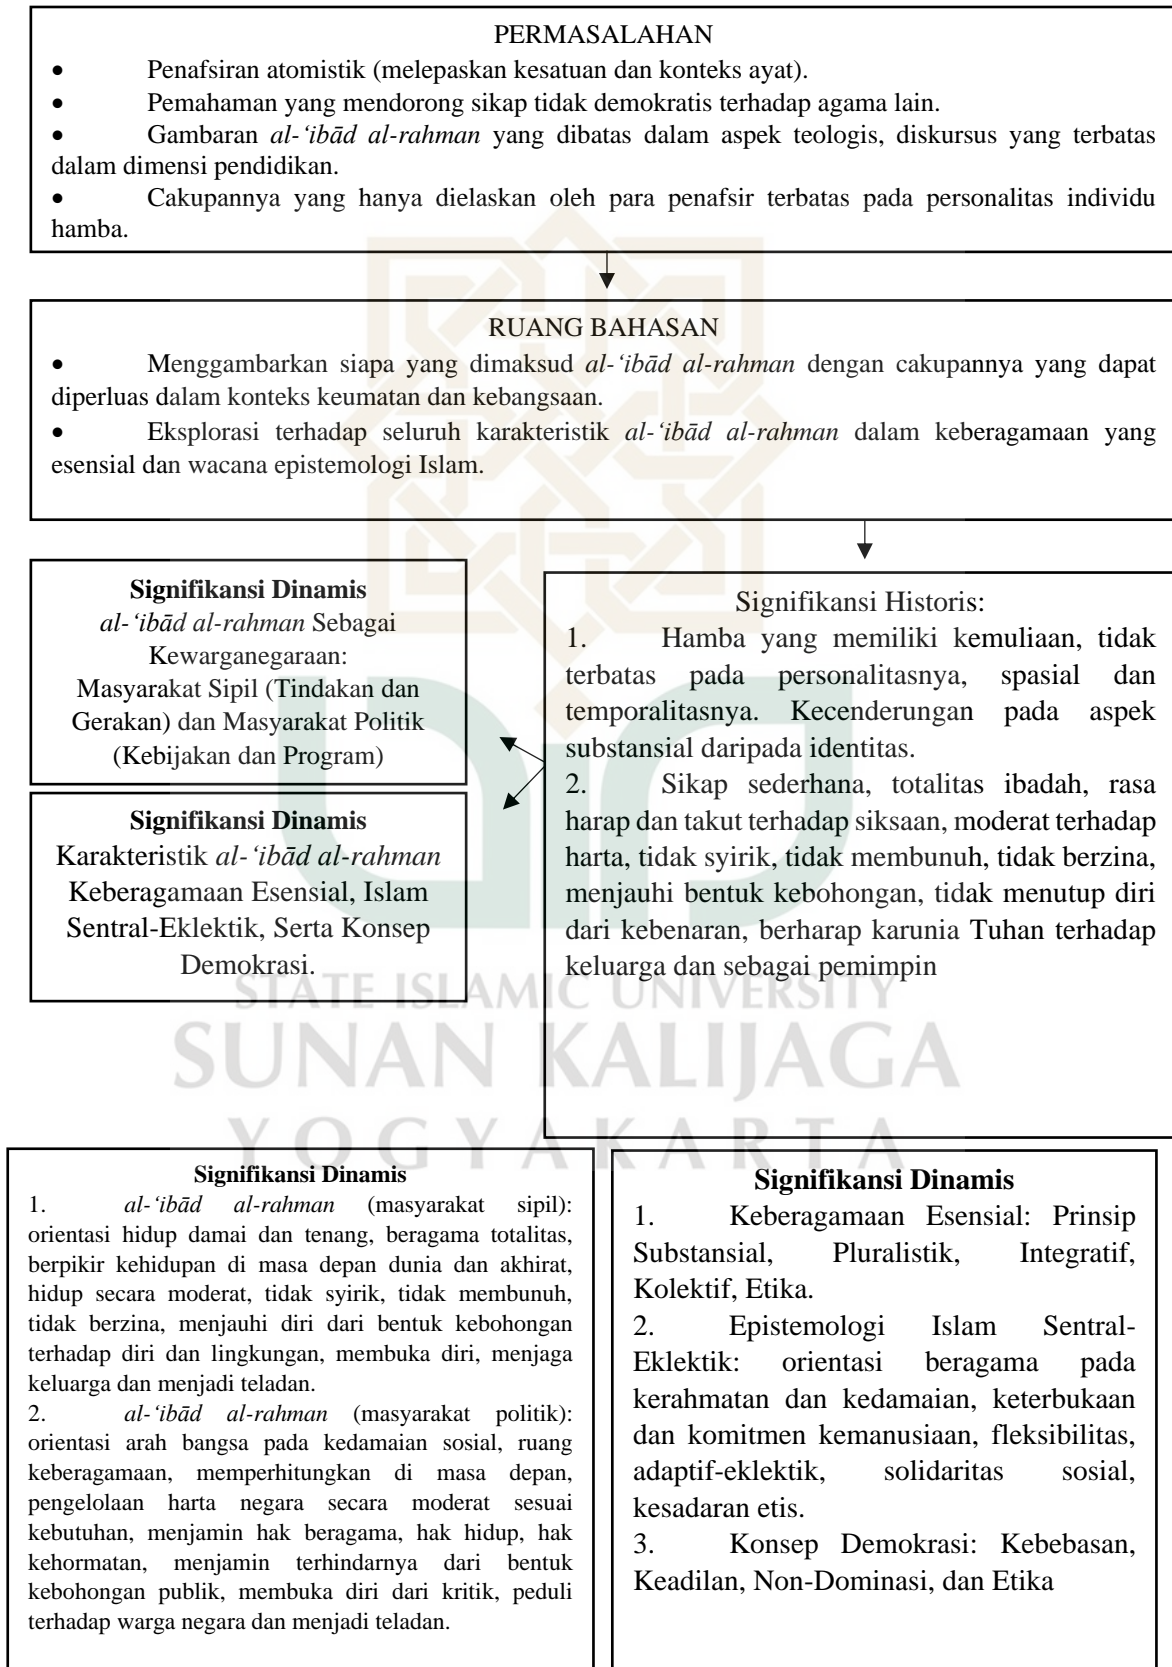 PERMASALAHAN
• Penafsiran atomistik (melepaskan kesatuan dan konteks ayat).
• Pemahaman yang mendorong sikap tidak demokratis terhadap agama lain.
• Gambaran al-‘ibād al-rahman yang dibatas dalam aspek teologis, diskursus yang terbatas
dalam dimensi pendidikan.
• Cakupannya yang hanya dielaskan oleh para penafsir terbatas pada personalitas individu
hamba.
RUANG BAHASAN
• Menggambarkan siapa yang dimaksud al-‘ibād al-rahman dengan cakupannya yang dapat
diperluas dalam konteks keumatan dan kebangsaan.
• Eksplorasi terhadap seluruh karakteristik al-‘ibād al-rahman dalam keberagamaan yang
esensial dan wacana epistemologi Islam.
Signifikansi Dinamis
al-‘ibād al-rahman Sebagai
Kewarganegaraan:
Masyarakat Sipil (Tindakan dan
Gerakan) dan Masyarakat Politik
(Kebijakan dan Program)
Signifikansi Dinamis
Karakteristik al-‘ibād al-rahman
Keberagamaan Esensial, Islam
Sentral-Eklektik, Serta Konsep
Demokrasi.
Signifikansi Historis:
1. Hamba yang memiliki kemuliaan, tidak
terbatas pada personalitasnya, spasial dan
temporalitasnya. Kecenderungan pada aspek
substansial daripada identitas.
2. Sikap sederhana, totalitas ibadah, rasa
harap dan takut terhadap siksaan, moderat terhadap
harta, tidak syirik, tidak membunuh, tidak berzina,
menjauhi bentuk kebohongan, tidak menutup diri
dari kebenaran, berharap karunia Tuhan terhadap
keluarga dan sebagai pemimpin
STATE ISLAMIC UNIVERSITY
SUNAN KALIJAGA
YOGYAKARTA
Signifikansi Dinamis
1. al-‘ibād al-rahman (masyarakat sipil):
orientasi hidup damai dan tenang, beragama totalitas,
berpikir kehidupan di masa depan dunia dan akhirat,
hidup secara moderat, tidak syirik, tidak membunuh,
tidak berzina, menjauhi diri dari bentuk kebohongan
terhadap diri dan lingkungan, membuka diri, menjaga
keluarga dan menjadi teladan.
2. al-‘ibād al-rahman (masyarakat politik):
orientasi arah bangsa pada kedamaian sosial, ruang
keberagamaan, memperhitungkan di masa depan,
pengelolaan harta negara secara moderat sesuai
kebutuhan, menjamin hak beragama, hak hidup, hak
kehormatan, menjamin terhindarnya dari bentuk
kebohongan publik, membuka diri dari kritik, peduli
terhadap warga negara dan menjadi teladan.
Signifikansi Dinamis
1. Keberagamaan Esensial: Prinsip
Substansial, Pluralistik, Integratif,
Kolektif, Etika.
2. Epistemologi Islam Sentral-
Eklektik: orientasi beragama pada
kerahmatan dan kedamaian, keterbukaan
dan komitmen kemanusiaan, fleksibilitas,
adaptif-eklektik, solidaritas sosial,
kesadaran etis.
3. Konsep Demokrasi: Kebebasan,
Keadilan, Non-Dominasi, dan Etika